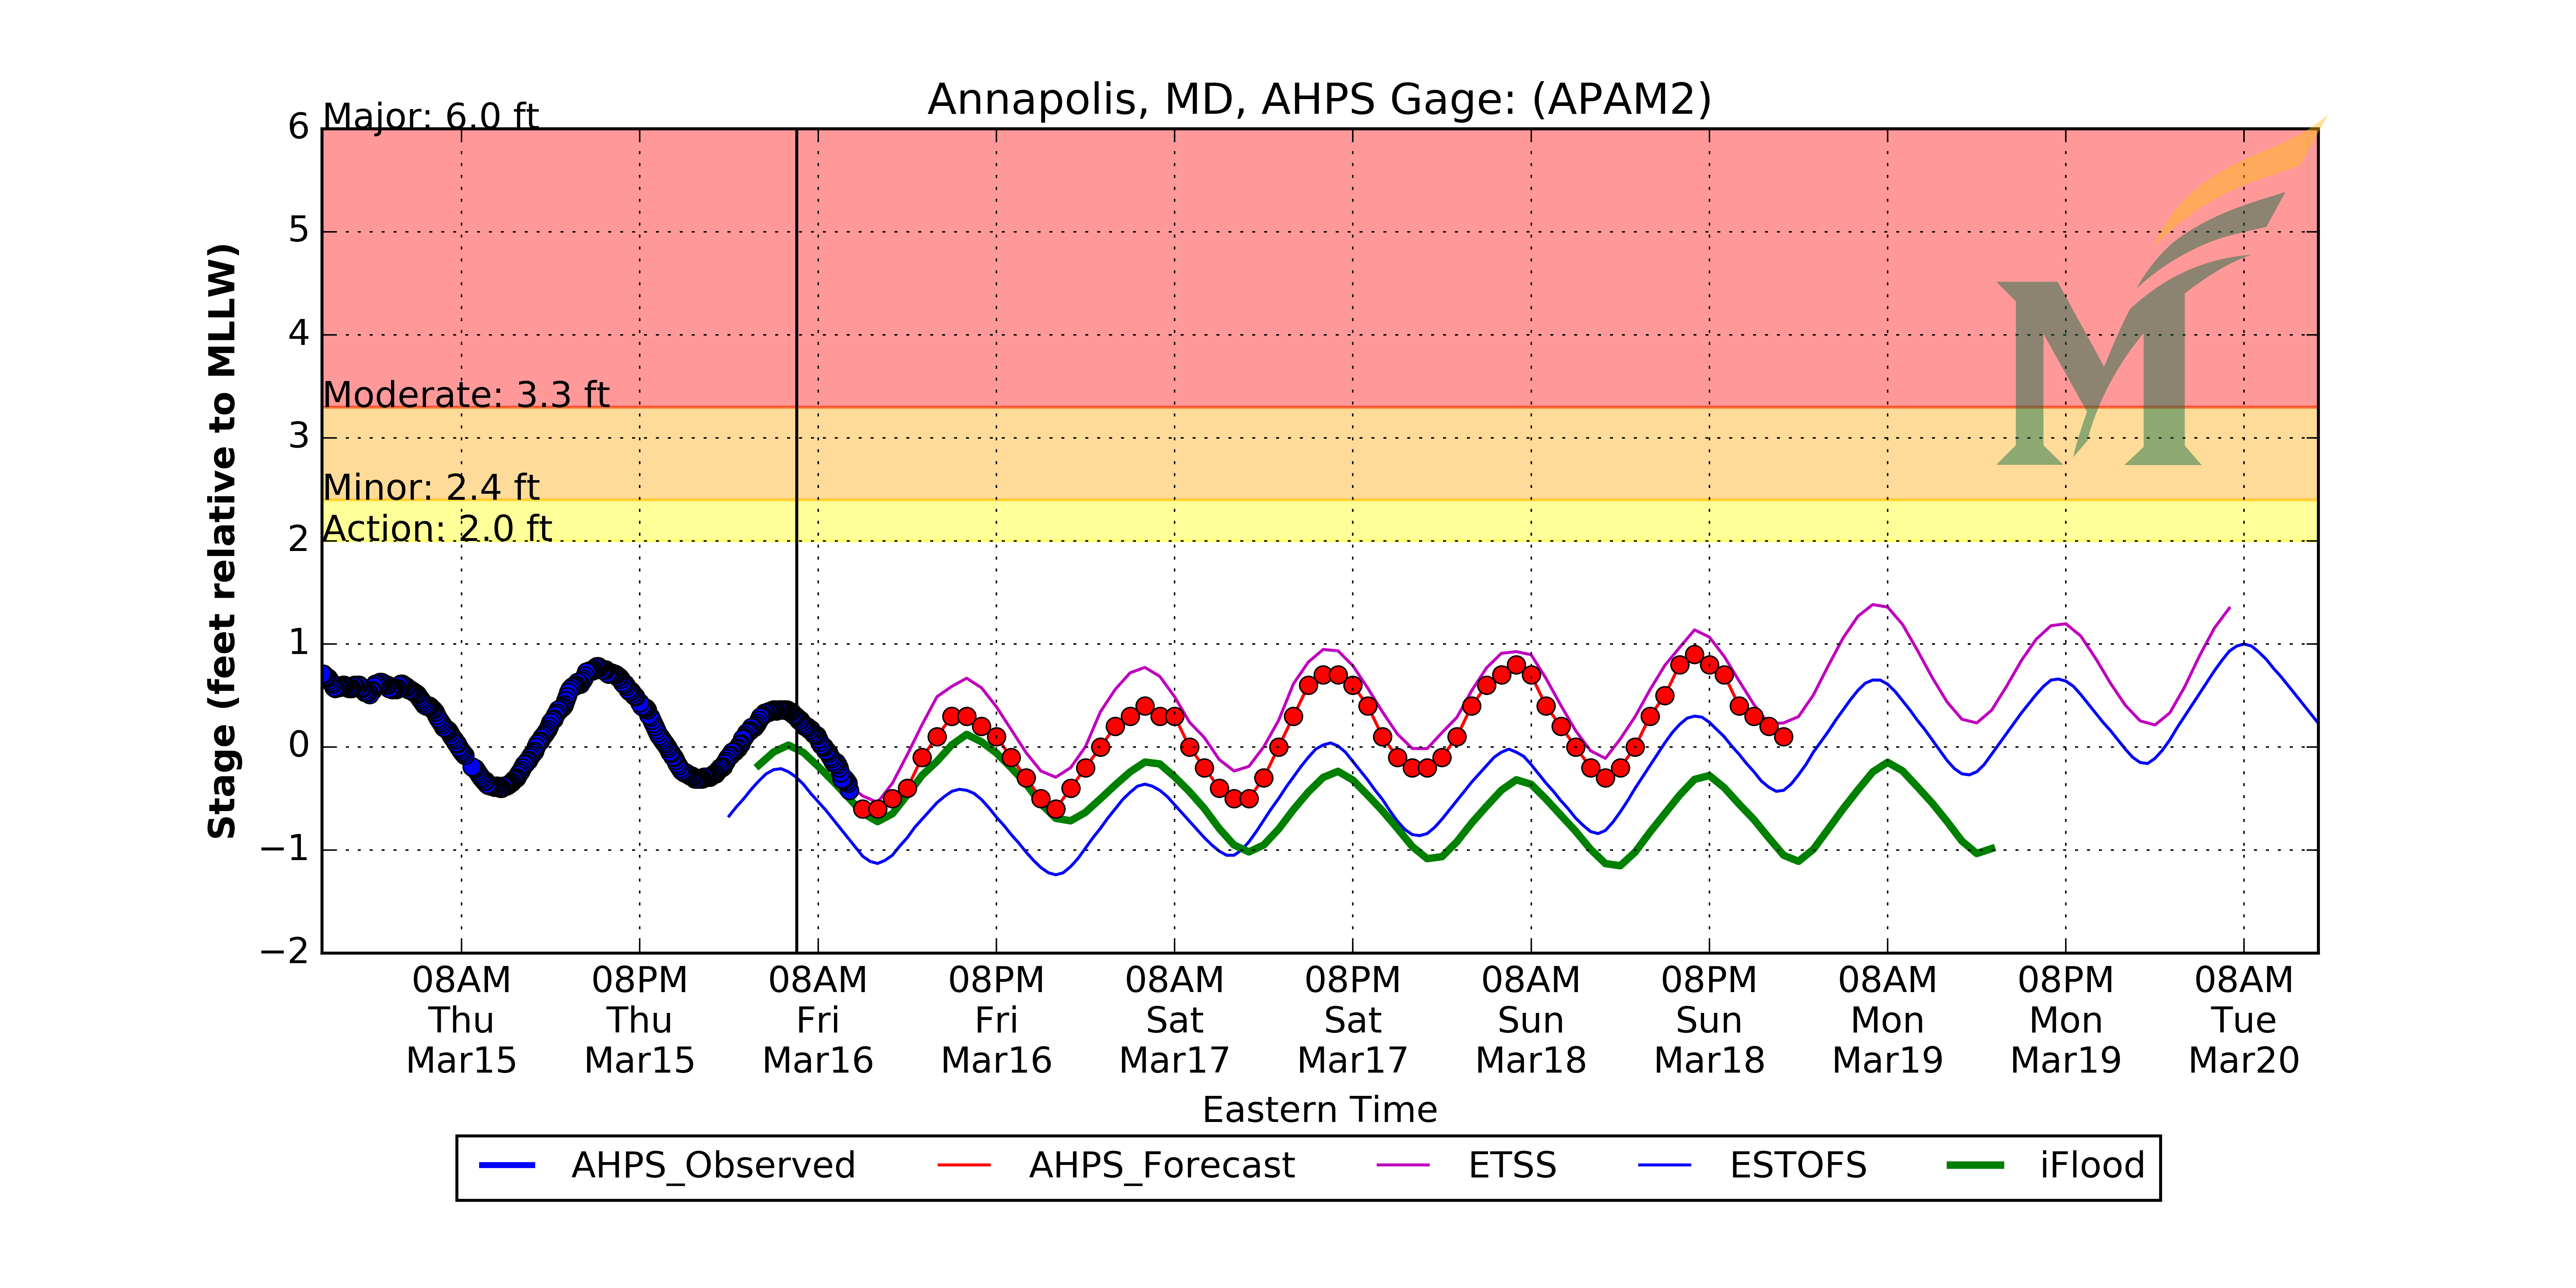 Annapolis, MD, AHPS Gage: (APAM2)
Major: 6.0 ft
Moderate: 3.3 ft
Minor: 2.4 ft
Action: 2.0 ft
Stage (feet relative to MLLW)
6
5
4
3
2
1
0
−1
−2
08AM 08PM 08AM 08PM 08AM 08PM 08AM 08PM 08AM 08PM 08AM
Thu Thu Fri Fri Sat Sat Sun Sun Mon Mon Tue
Mar15 Mar15 Mar16 Mar16 Mar17 Mar17 Mar18 Mar18 Mar19 Mar19 Mar20
Eastern Time
AHPS_Observed AHPS_Forecast ETSS ESTOFS iFlood